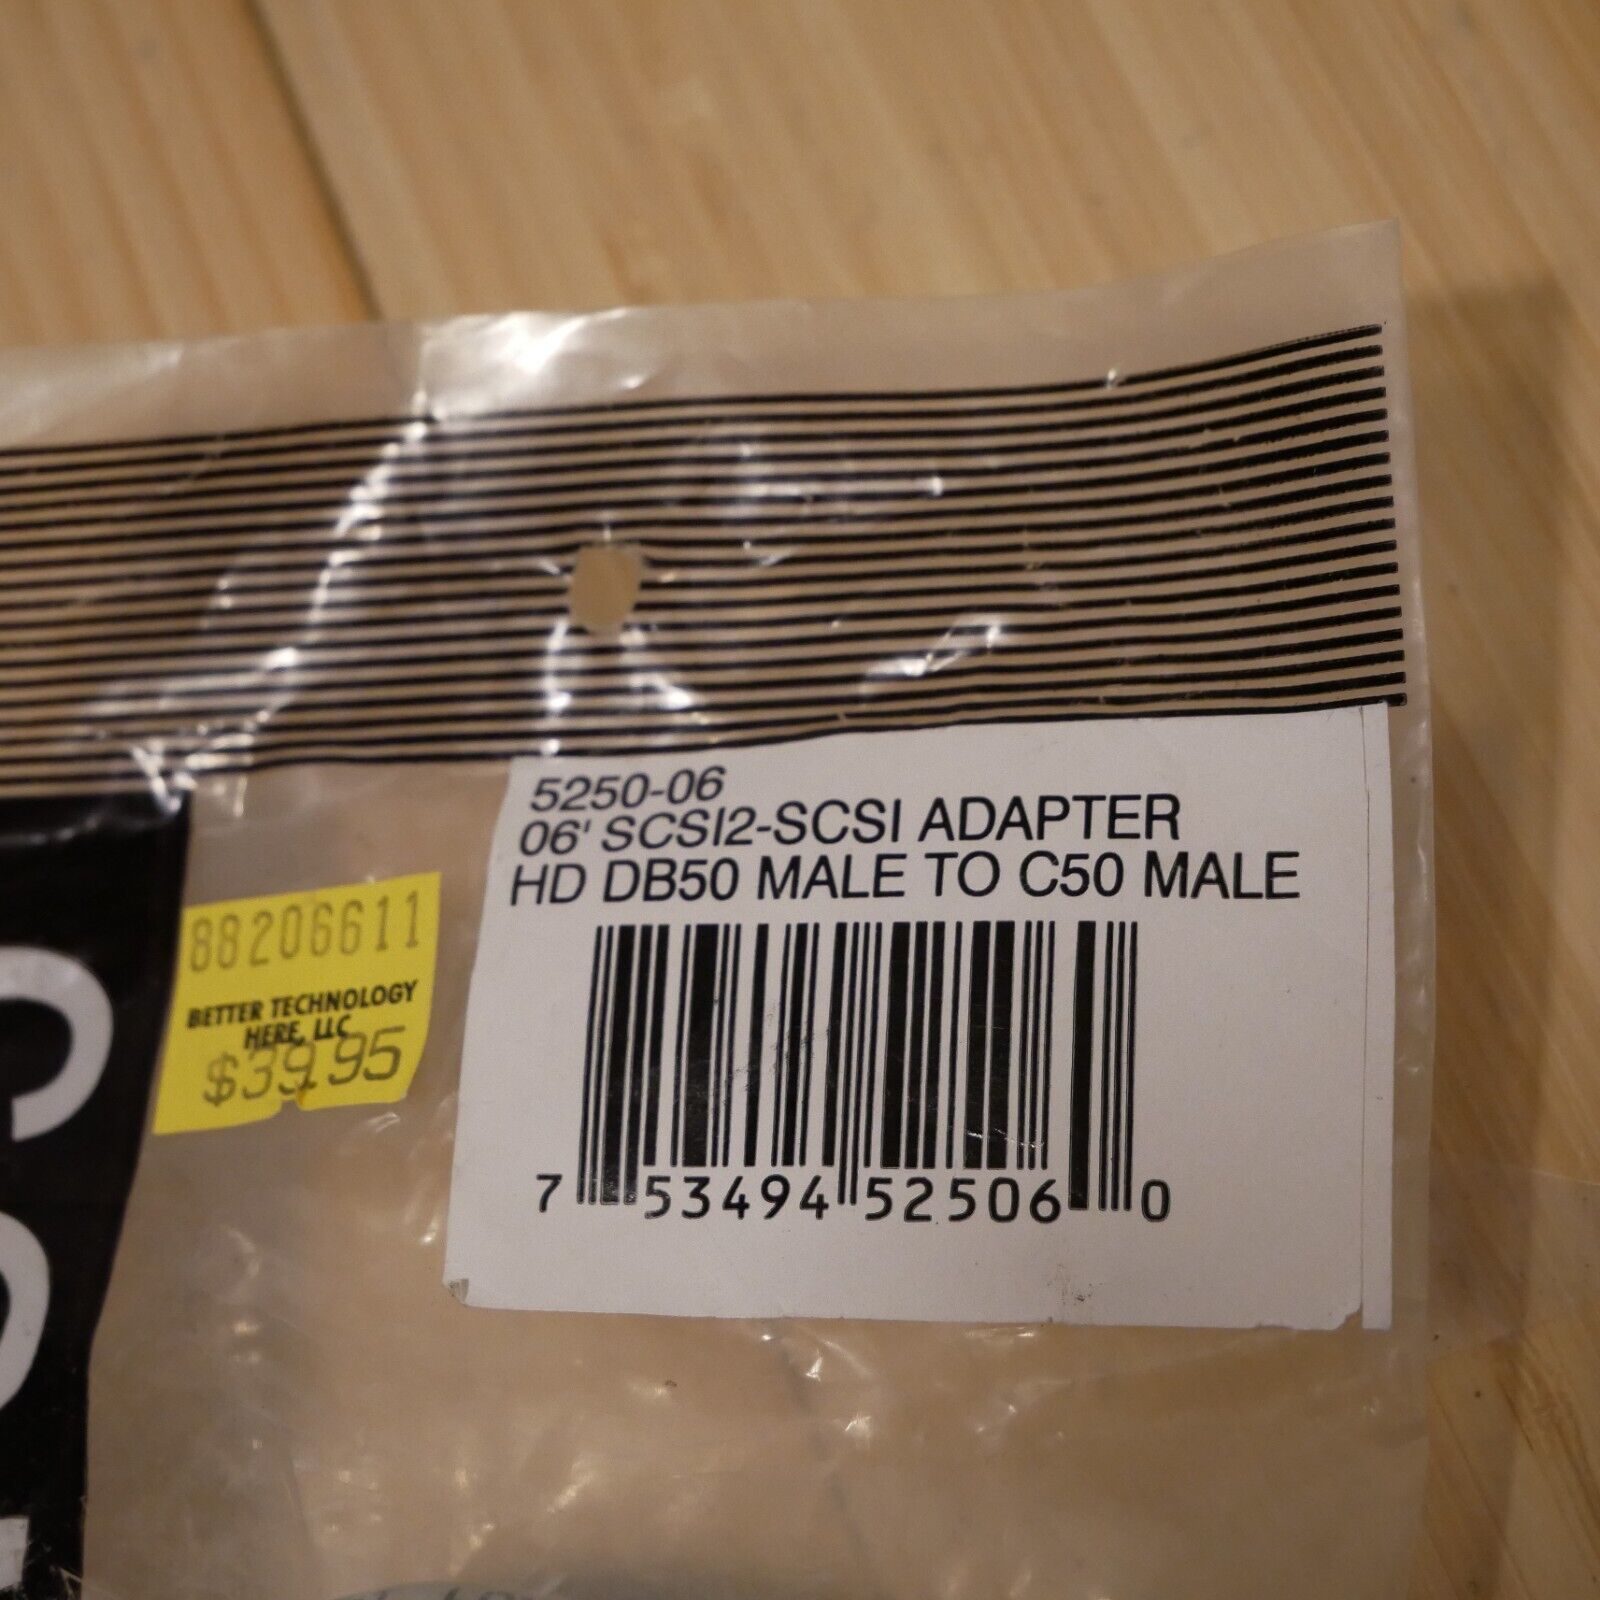 5250-06
06' SCSI2-SCSI ADAPTER
HD DB50 MALE TO C50 MALE
7 53494 52506 0
88206611
BETTER TECHNOLOGY
HERE, LLC
$39.95